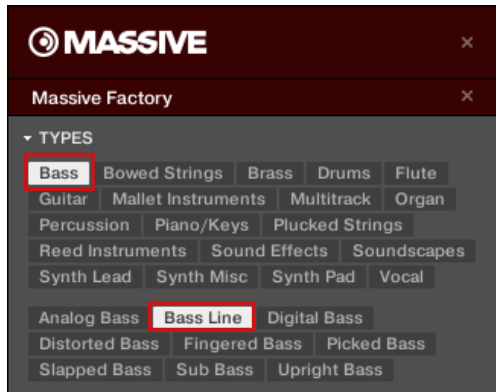 MASSIVE ×
Massive Factory ×
TYPES
Bass Bowed Strings Brass Drums Flute
Guitar Mallet Instruments Multitrack Organ
Percussion Piano/Keys Plucked Strings
Reed Instruments Sound Effects Soundscapes
Synth Lead Synth Misc Synth Pad Vocal
Analog Bass Bass Line Digital Bass
Distorted Bass Fingered Bass Picked Bass
Slapped Bass Sub Bass Upright Bass